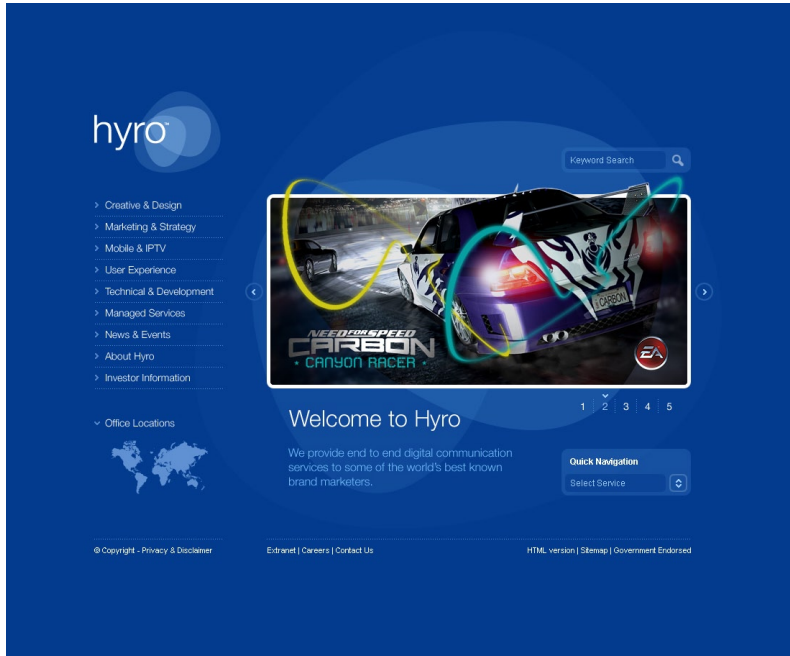 hyro™
Keyword Search
Creative & Design
Marketing & Strategy
Mobile & IPTV
User Experience
Technical & Development
Managed Services
News & Events
About Hyro
Investor Information
Office Locations
NEED FOR SPEED
CARBON
• CANYON RACER •
CARBON
EA
1 2 3 4 5
Welcome to Hyro
We provide end to end digital communication
services to some of the world's best known
brand marketers.
Quick Navigation
Select Service
© Copyright - Privacy & Disclaimer
Extranet | Careers | Contact Us
HTML version | Sitemap | Government Endorsed